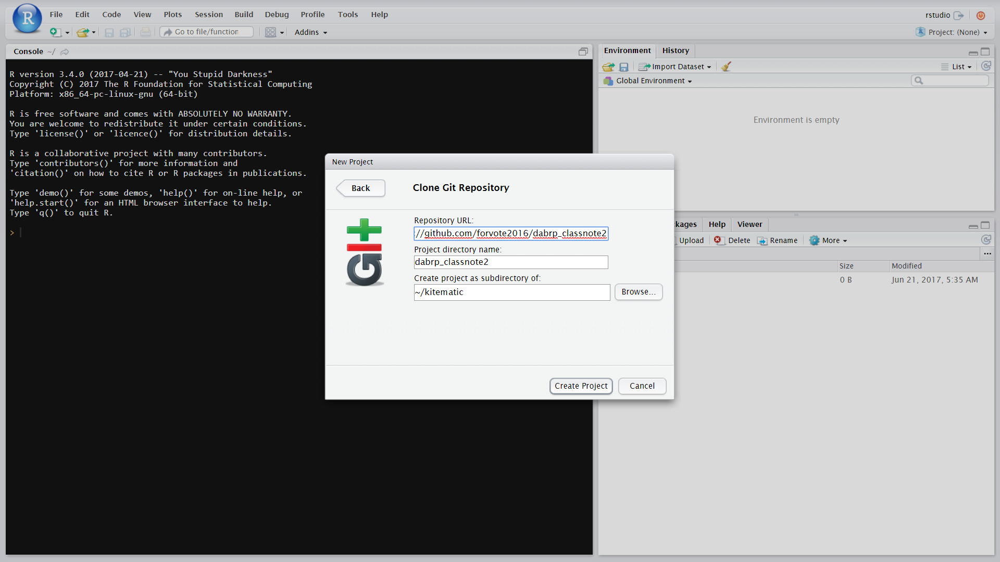 File Edit Code View Plots Session Build Debug Profile Tools Help
rstudio
Go to file/function
Addins
Project: (None)
Console ~/
R version 3.4.0 (2017-04-21) -- "You Stupid Darkness"
Copyright (C) 2017 The R Foundation for Statistical Computing
Platform: x86_64-pc-linux-gnu (64-bit)
R is free software and comes with ABSOLUTELY NO WARRANTY.
You are welcome to redistribute it under certain conditions.
Type 'license()' or 'licence()' for distribution details.
R is a collaborative project with many contributors.
Type 'contributors()' for more information and
'citation()' on how to cite R or R packages in publications.
Type 'demo()' for some demos, 'help()' for on-line help, or
'help.start()' for an HTML browser interface to help.
Type 'q()' to quit R.
>
Environment History
Import Dataset
List
Global Environment
Environment is empty
New Project
Back
Clone Git Repository
git
Repository URL:
://github.com/forvote2016/dabrp_classnote2
Project directory name:
dabrp_classnote2
Create project as subdirectory of:
~/kitematic
Browse...
Create Project
Cancel
kages Help Viewer
Upload Delete Rename More
...
Size Modified
0 B Jun 21, 2017, 5:35 AM